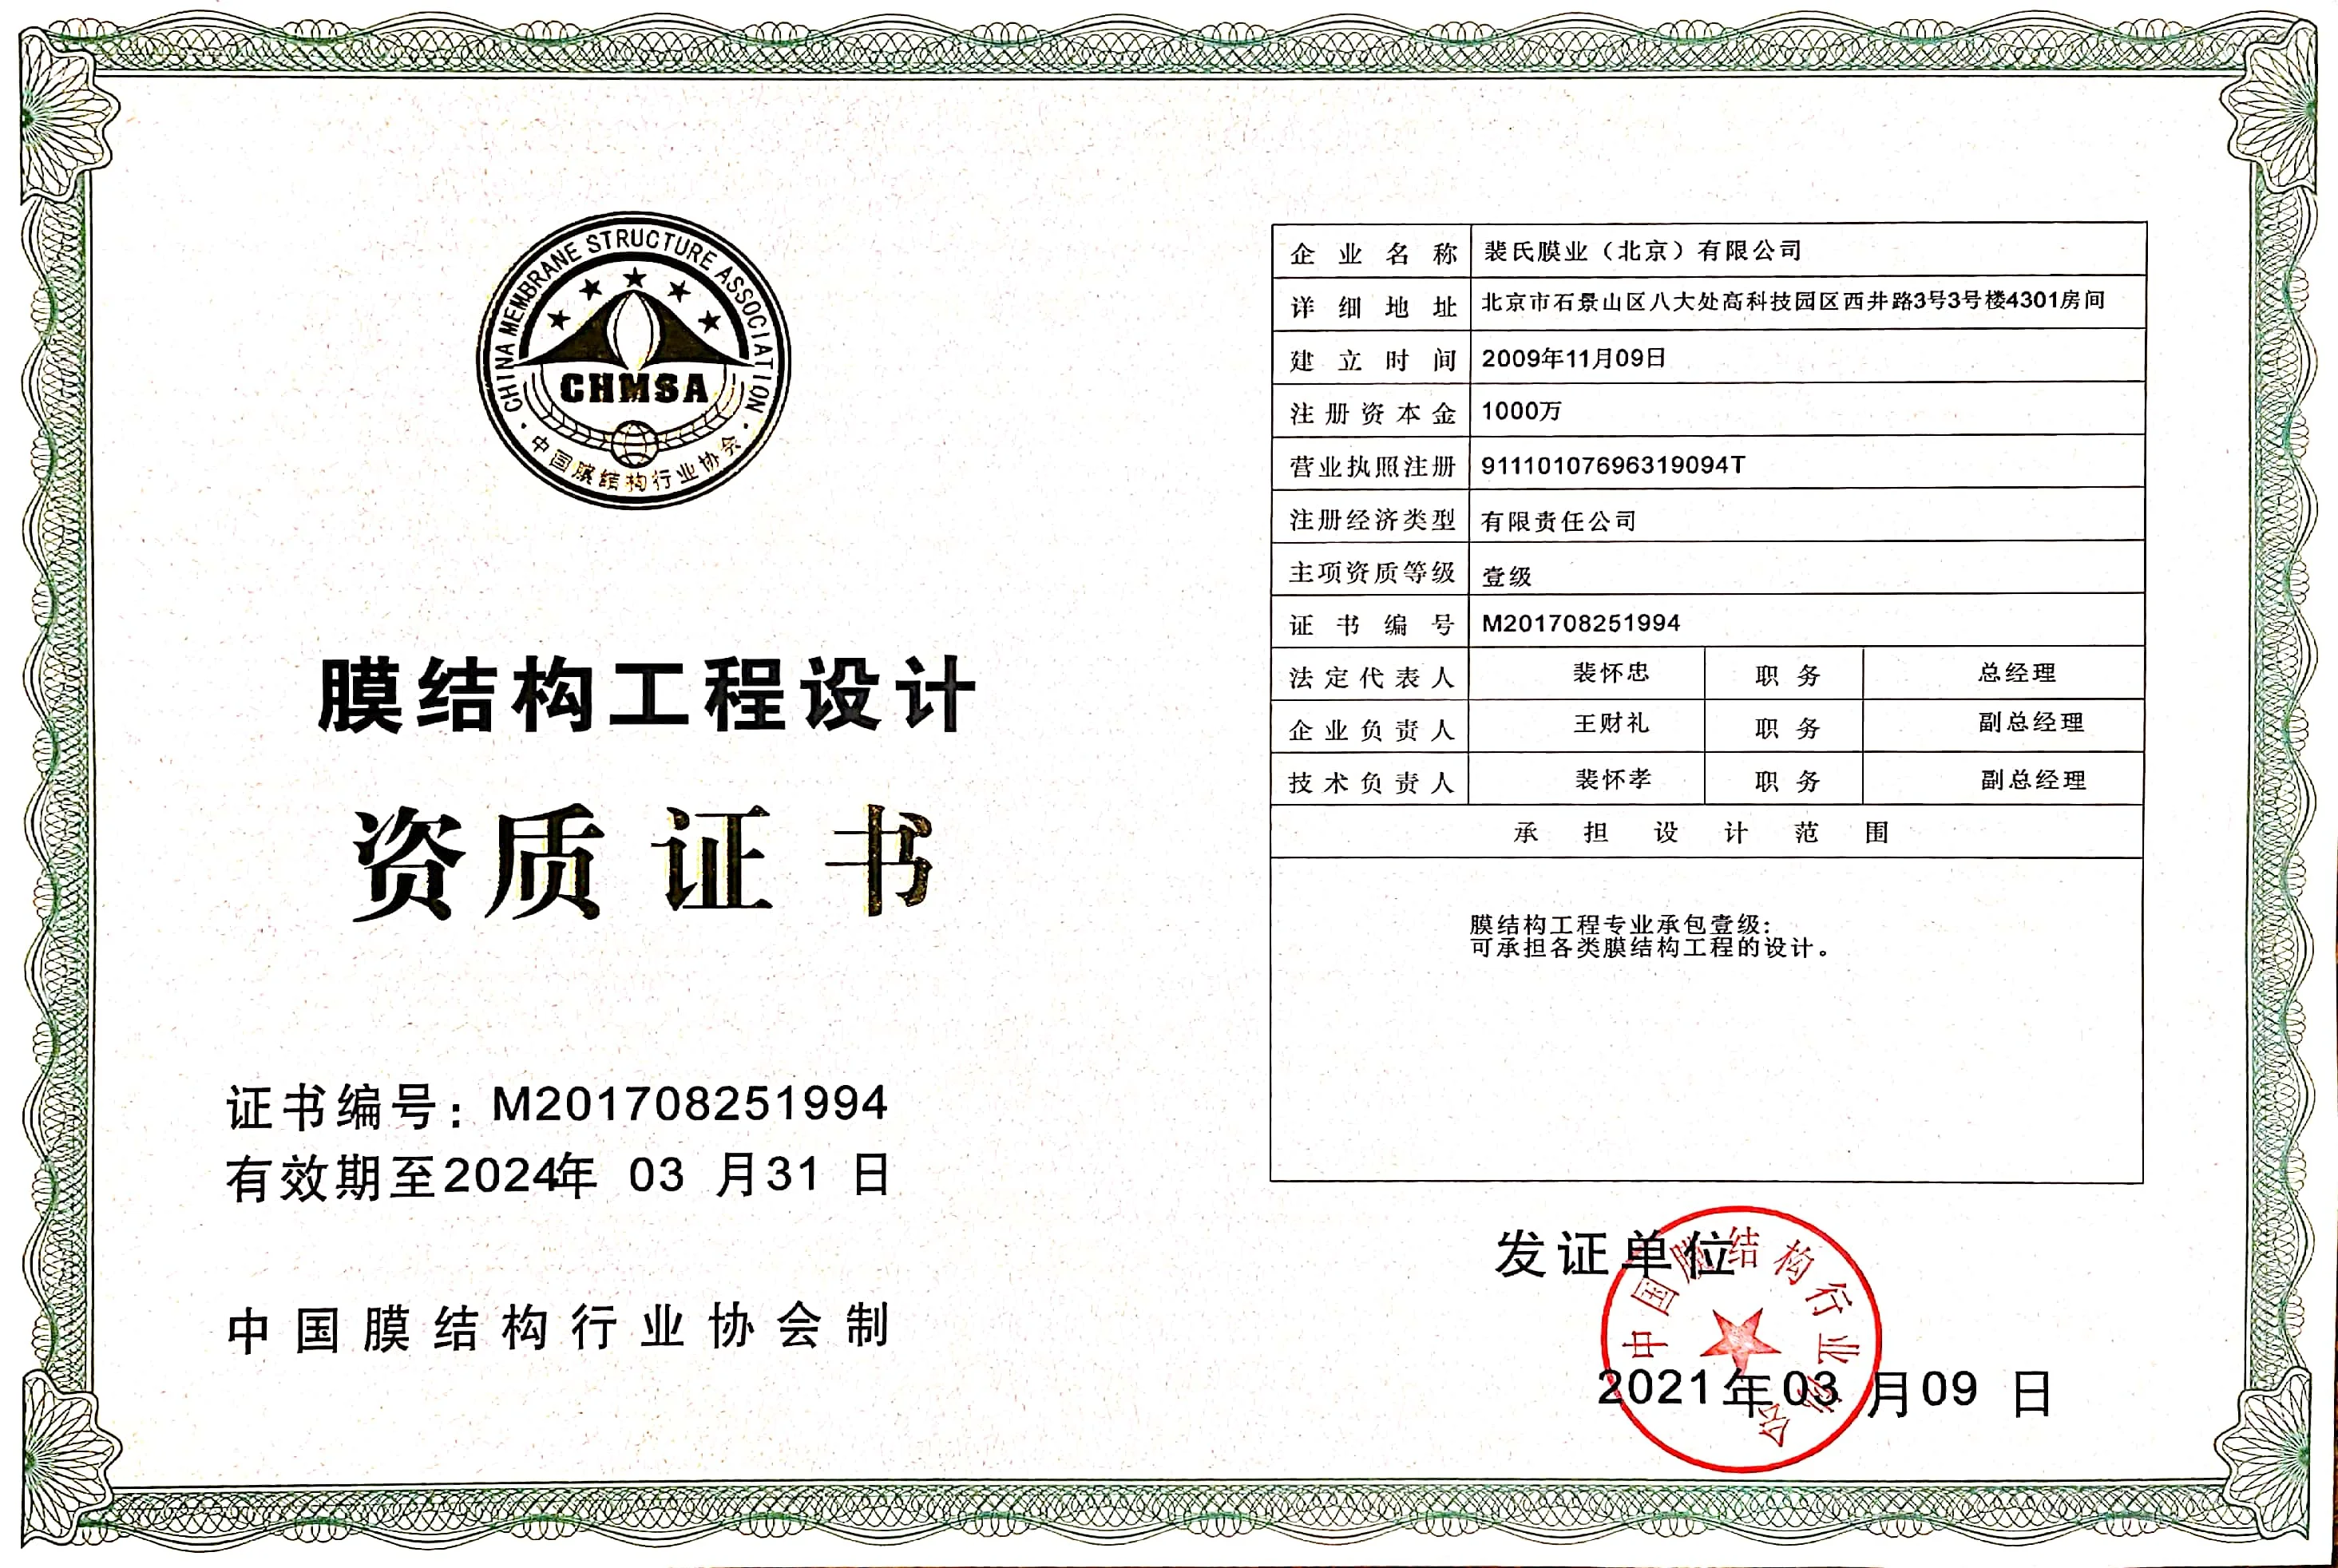 CHINA MEMBRANE STRUCTURE ASSOCIATION
CHMSA
中国膜结构行业协会
膜结构工程设计
资质证书
证书编号：M201708251994
有效期至2024年 03 月31 日
中国膜结构行业协会制
企业名称 裴氏膜业（北京）有限公司
详细地址 北京市石景山区八大处高科技园区西井路3号3号楼4301房间
建立时间 2009年11月09日
注册资本金 1000万
营业执照注册 91110107696319094T
注册经济类型 有限责任公司
主项资质等级 壹级
证书编号 M201708251994
法定代表人 裴怀忠 职务 总经理
企业负责人 王财礼 职务 副总经理
技术负责人 裴怀孝 职务 副总经理
承担设计范围
膜结构工程专业承包壹级：
可承担各类膜结构工程的设计。
发证单位
中国膜结构行业协会
2021年03 月09 日